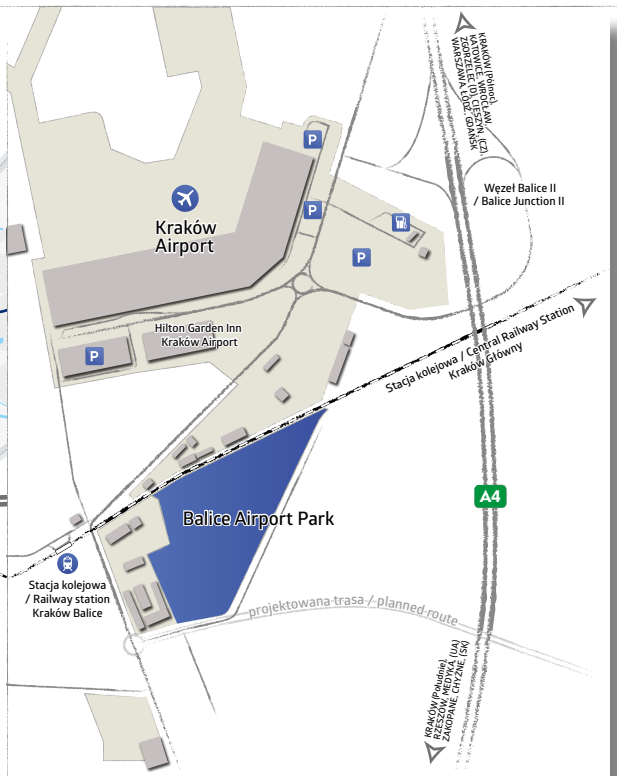 KRAKÓW (Północ),
KATOWICE, WROCŁAW,
ZGORZELEC (D), CIESZYN, (CZ),
WARSZAWA, ŁÓDŹ, GDAŃSK
P
Węzeł Balice II
/ Balice Junction II
P
Kraków
Airport
P
Hilton Garden Inn
Kraków Airport
P
Stacja kolejowa / Central Railway Station
Kraków Główny
A4
Balice Airport Park
Stacja kolejowa
/ Railway station
Kraków Balice
projektowana trasa / planned route
KRAKÓW (Południe),
RZESZÓW, MEDYKA, (UA)
ZAKOPANE, CHYŻNE, (SK)